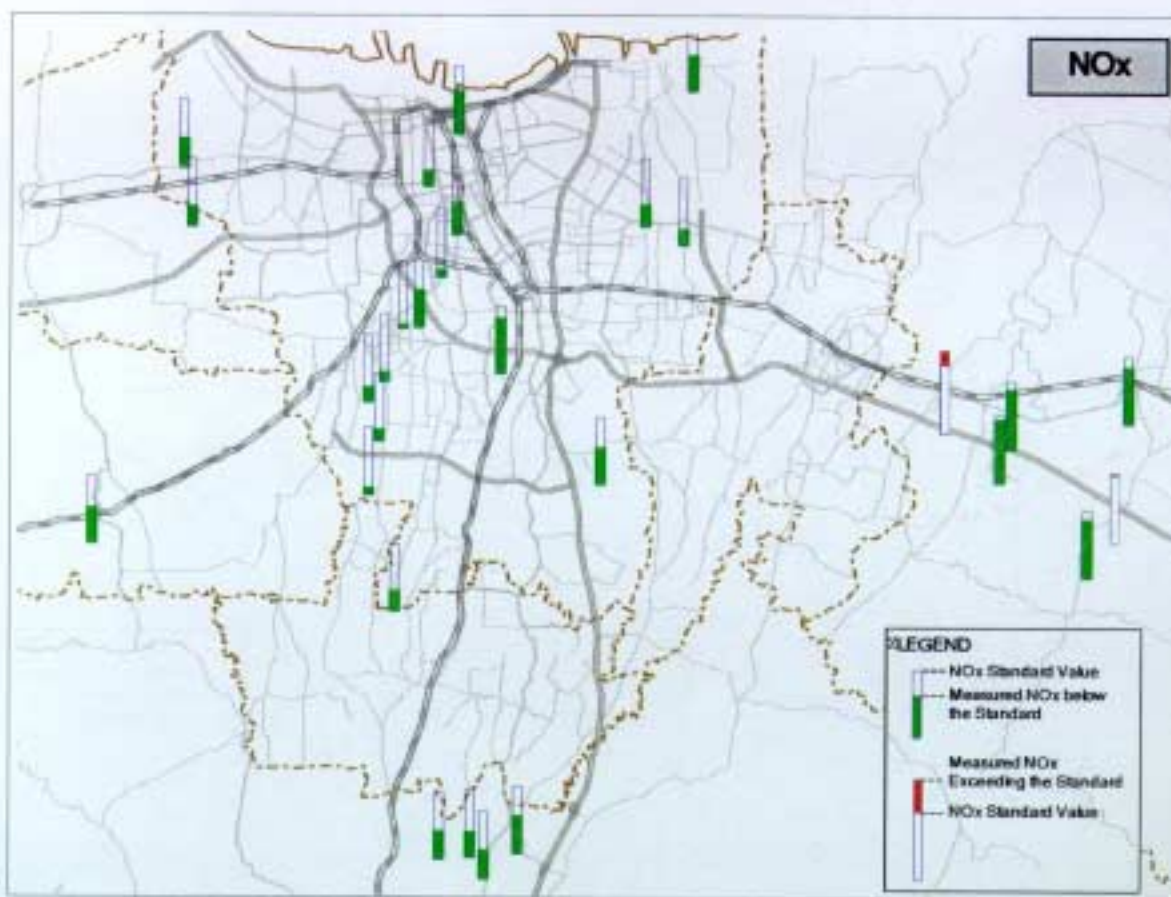 NOx
LEGEND
NOx Standard Value
Measured NOx below
the Standard
Measured NOx
Exceeding the Standard
NOx Standard Value